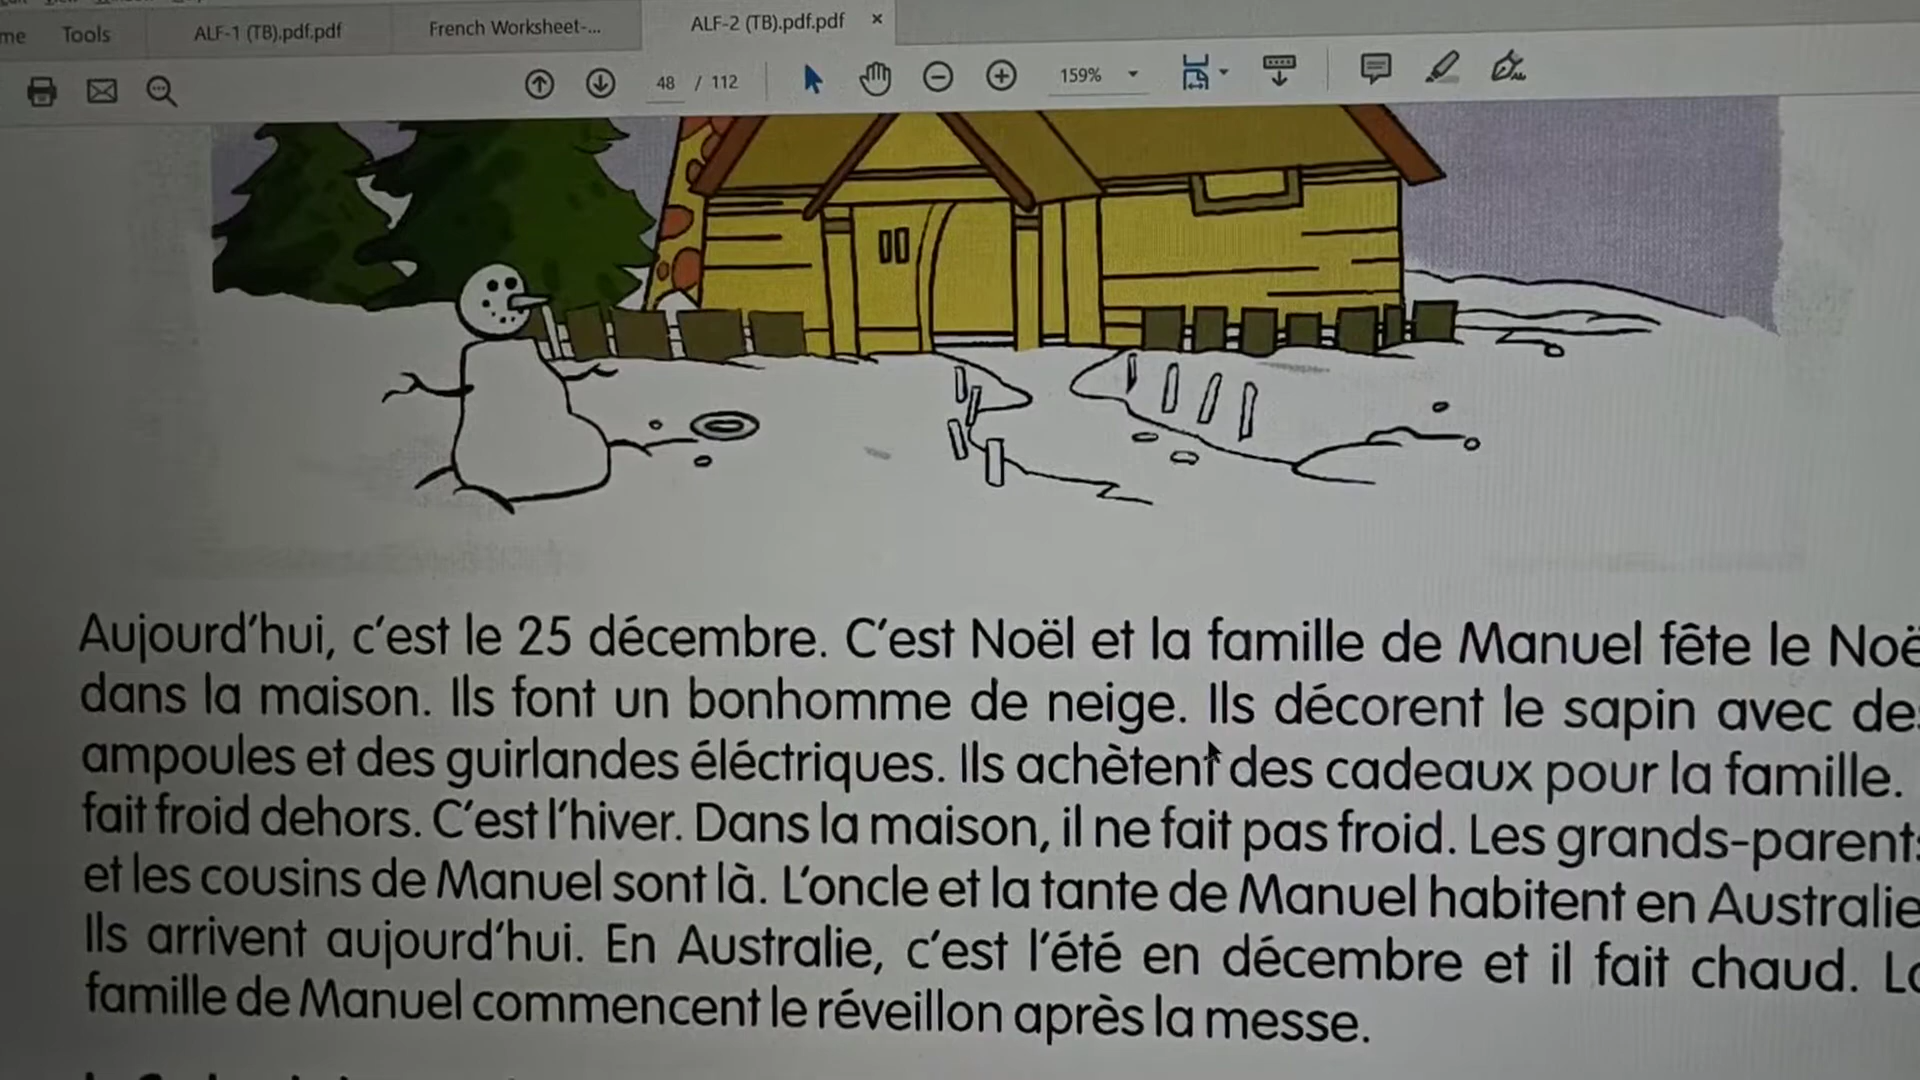 me Tools ALF-1 (TB).pdf.pdf French Worksheet-... ALF-2 (TB).pdf.pdf ×
48 / 112 159%
Aujourd'hui, c'est le 25 décembre. C'est Noël et la famille de Manuel fête le Noë
dans la maison. Ils font un bonhomme de neige. Ils décorent le sapin avec des
ampoules et des guirlandes éléctriques. Ils achètent des cadeaux pour la famille.
fait froid dehors. C'est l'hiver. Dans la maison, il ne fait pas froid. Les grands-parents
et les cousins de Manuel sont là. L'oncle et la tante de Manuel habitent en Australie
Ils arrivent aujourd'hui. En Australie, c'est l'été en décembre et il fait chaud. La
famille de Manuel commencent le réveillon après la messe.